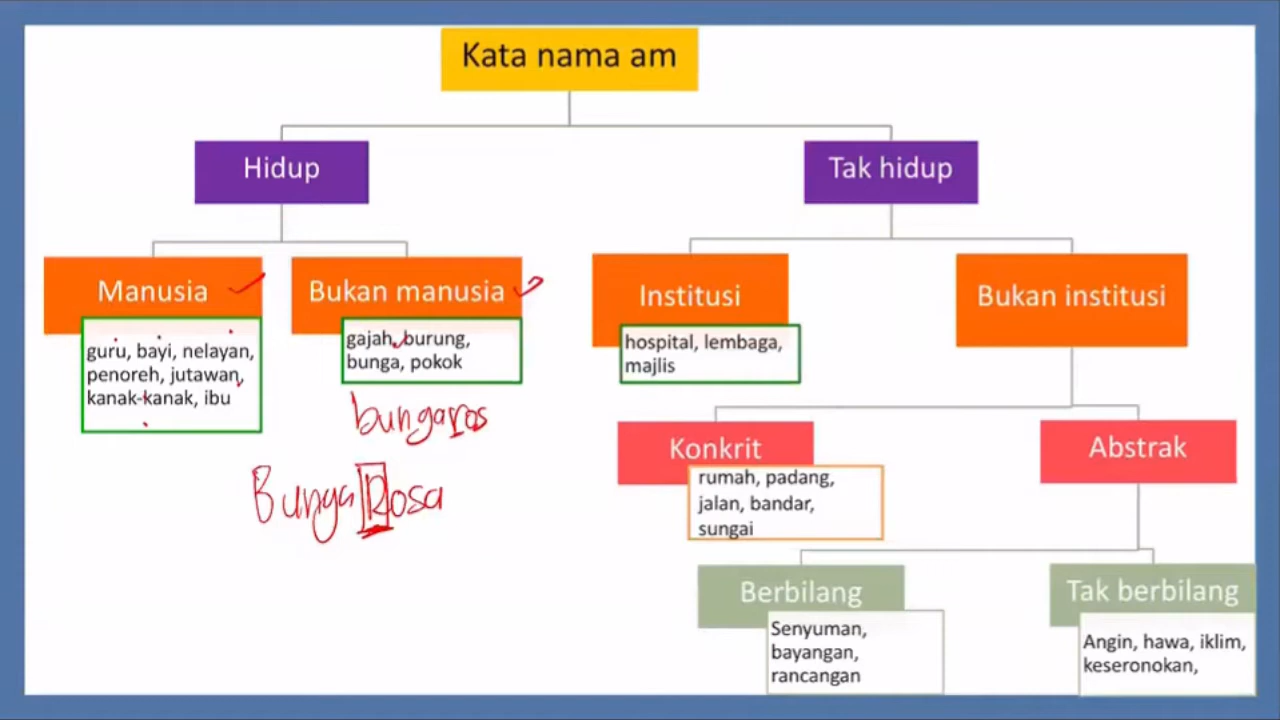 Kata nama am
Hidup
Tak hidup
Manusia
Bukan manusia
Institusi
Bukan institusi
guru, bayi, nelayan,
penoreh, jutawan,
kanak-kanak, ibu
gajah, burung,
bunga, pokok
hospital, lembaga,
majlis
bungaros
Bunga Rosa
Konkrit
Abstrak
rumah, padang,
jalan, bandar,
sungai
Berbilang
Tak berbilang
Senyuman,
bayangan,
rancangan
Angin, hawa, iklim,
keseronokan,